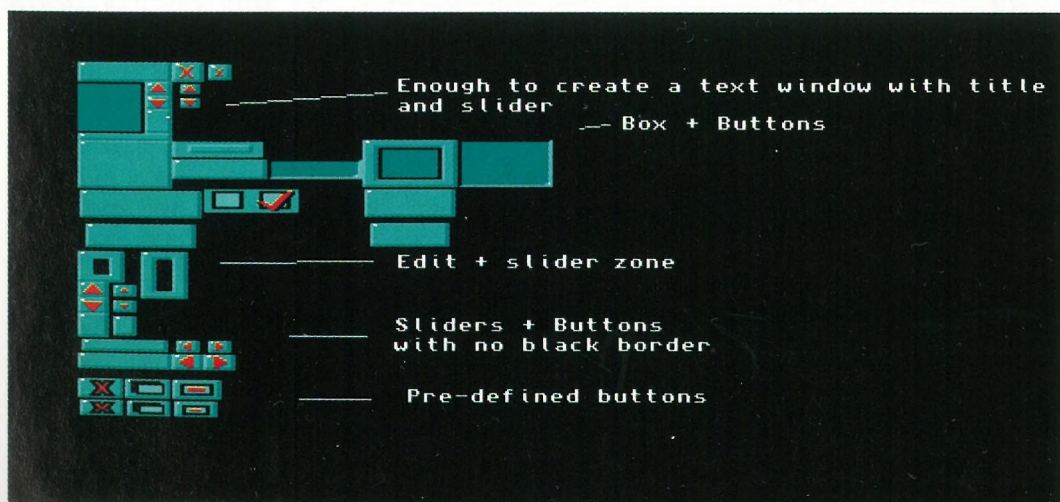 Enough to create a text window with title
and slider
Box + Buttons
Edit + slider zone
Sliders + Buttons
with no black border
Pre-defined buttons